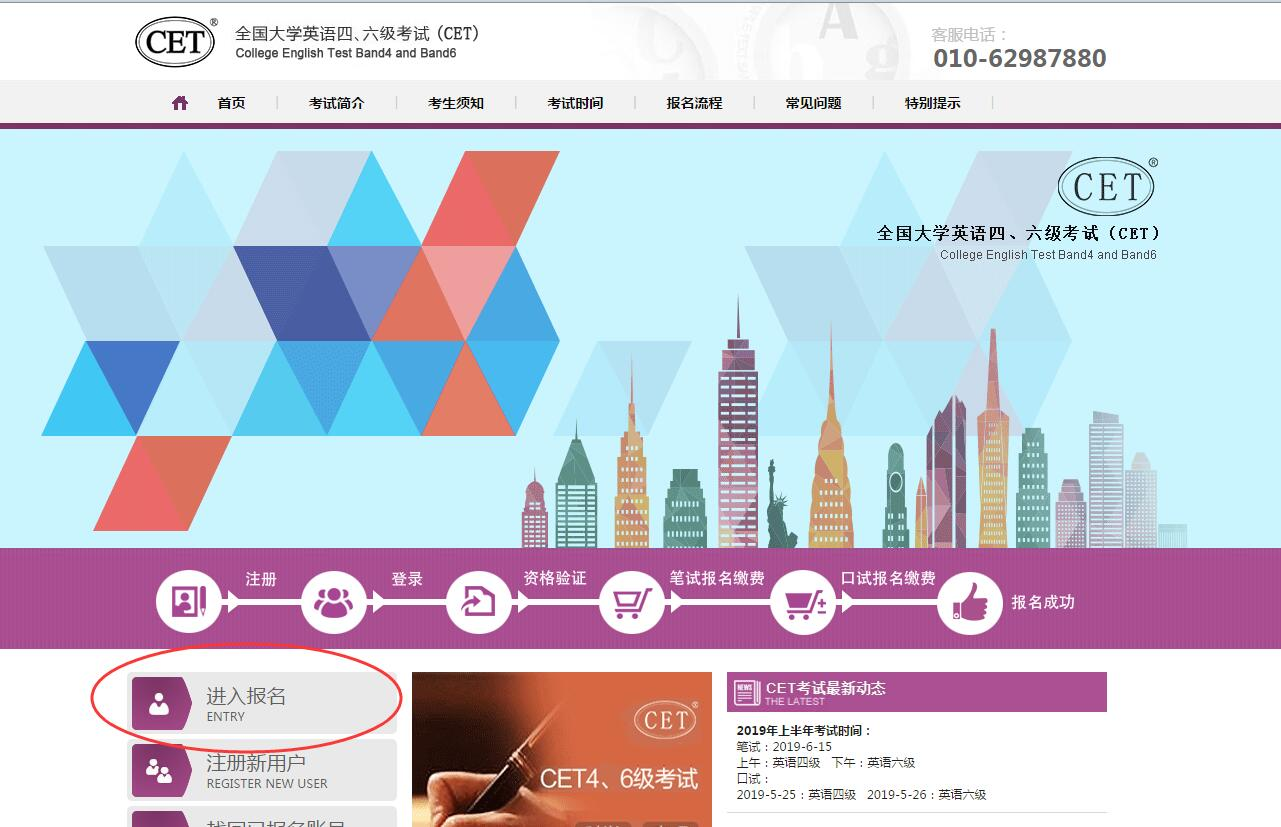 CET®
全国大学英语四、六级考试（CET）
College English Test Band4 and Band6
客服电话：
010-62987880
首页 考试简介 考生须知 考试时间 报名流程 常见问题 特别提示
CET®
全国大学英语四、六级考试（CET）
College English Test Band4 and Band6
注册 登录 资格验证 笔试报名缴费 口试报名缴费 报名成功
进入报名
ENTRY
注册新用户
REGISTER NEW USER
CET®
CET4、6级考试
NEWS
CET考试最新动态
THE LATEST
2019年上半年考试时间：
笔试：2019-6-15
上午：英语四级 下午：英语六级
口试：
2019-5-25：英语四级 2019-5-26：英语六级